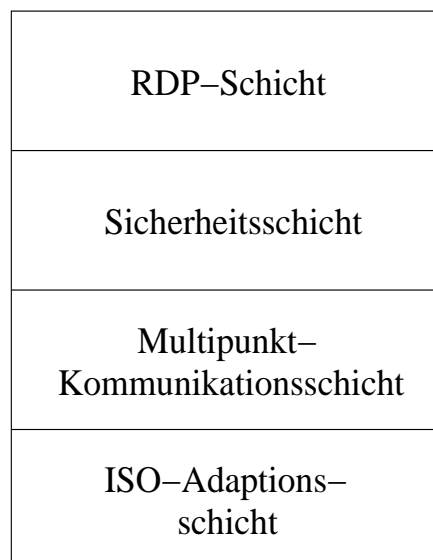 RDP–Schicht
Sicherheitsschicht
Multipunkt–
Kommunikationsschicht
ISO–Adaptions–
schicht